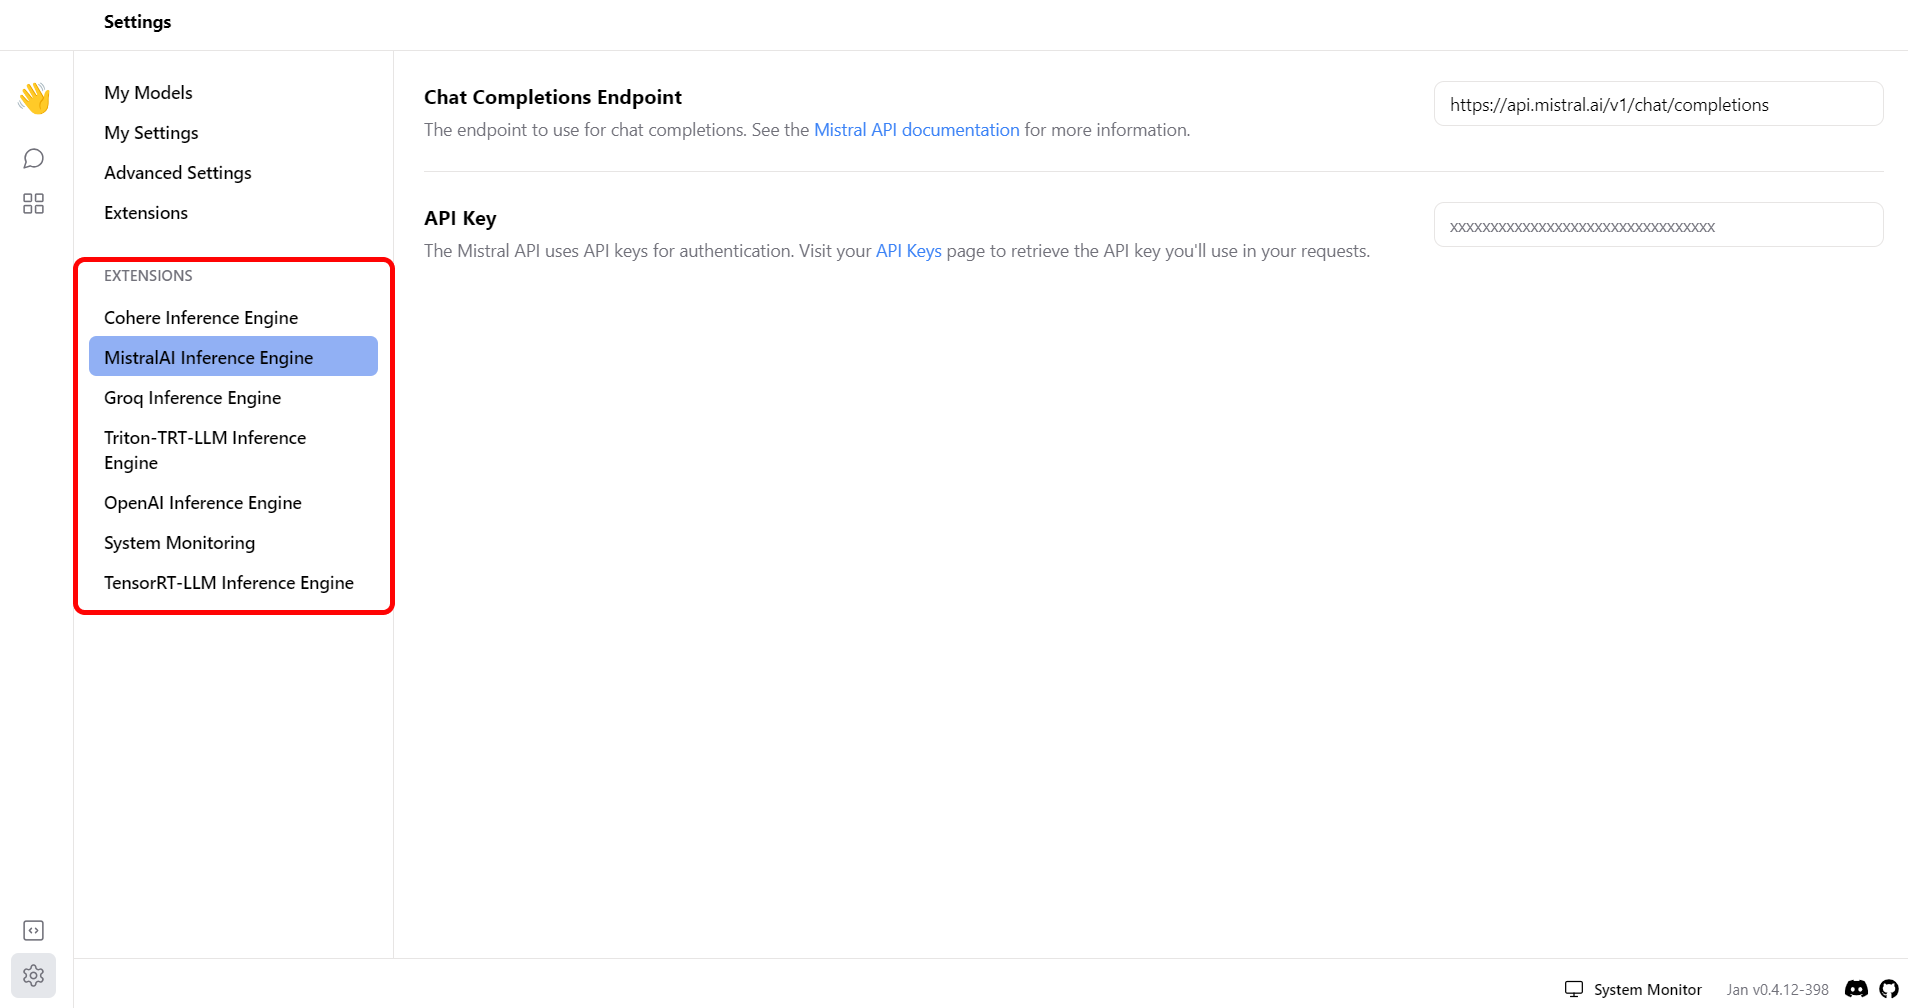 Settings
My Models
My Settings
Advanced Settings
Extensions
EXTENSIONS
Cohere Inference Engine
MistralAI Inference Engine
Groq Inference Engine
Triton-TRT-LLM Inference
Engine
OpenAI Inference Engine
System Monitoring
TensorRT-LLM Inference Engine
Chat Completions Endpoint
The endpoint to use for chat completions. See the Mistral API documentation for more information.
https://api.mistral.ai/v1/chat/completions
API Key
The Mistral API uses API keys for authentication. Visit your API Keys page to retrieve the API key you'll use in your requests.
xxxxxxxxxxxxxxxxxxxxxxxxxxxxxxxx
System Monitor
Jan v0.4.12-398